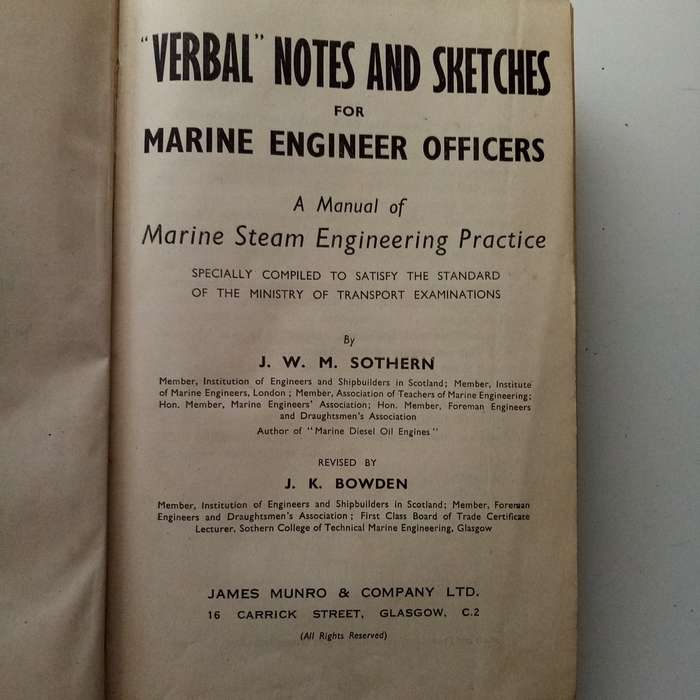 "VERBAL" NOTES AND SKETCHES
FOR
MARINE ENGINEER OFFICERS
A Manual of
Marine Steam Engineering Practice
SPECIALLY COMPILED TO SATISFY THE STANDARD
OF THE MINISTRY OF TRANSPORT EXAMINATIONS
By
J. W. M. SOTHERN
Member, Institution of Engineers and Shipbuilders in Scotland; Member, Institute
of Marine Engineers, London; Member, Association of Teachers of Marine Engineering;
Hon. Member, Marine Engineers' Association; Hon. Member, Foreman Engineers
and Draughtsmen's Association
Author of "Marine Diesel Oil Engines"
REVISED BY
J. K. BOWDEN
Member, Institution of Engineers and Shipbuilders in Scotland; Member, Foreman
Engineers and Draughtsmen's Association; First Class Board of Trade Certificate
Lecturer, Sothern College of Technical Marine Engineering, Glasgow
JAMES MUNRO & COMPANY LTD.
16 CARRICK STREET, GLASGOW, C.2
(All Rights Reserved)